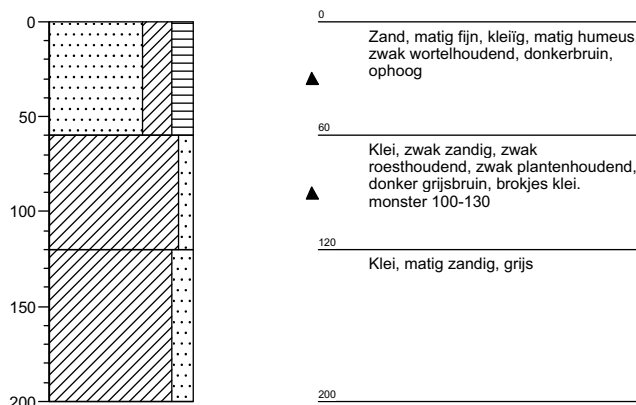 0
50
100
150
200
0
Zand, matig fijn, kleiïg, matig humeus,
zwak wortelhoudend, donkerbruin,
ophoog
60
Klei, zwak zandig, zwak
roesthoudend, zwak plantenhoudend,
donker grijsbruin, brokjes klei.
monster 100-130
120
Klei, matig zandig, grijs
200